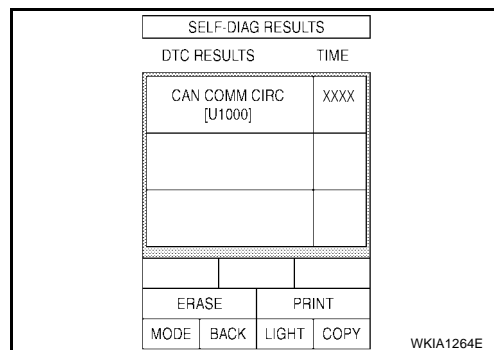 SELF-DIAG RESULTS
DTC RESULTS TIME
CAN COMM CIRC XXXX
[U1000]
ERASE PRINT
MODE BACK LIGHT COPY
WKIA1264E